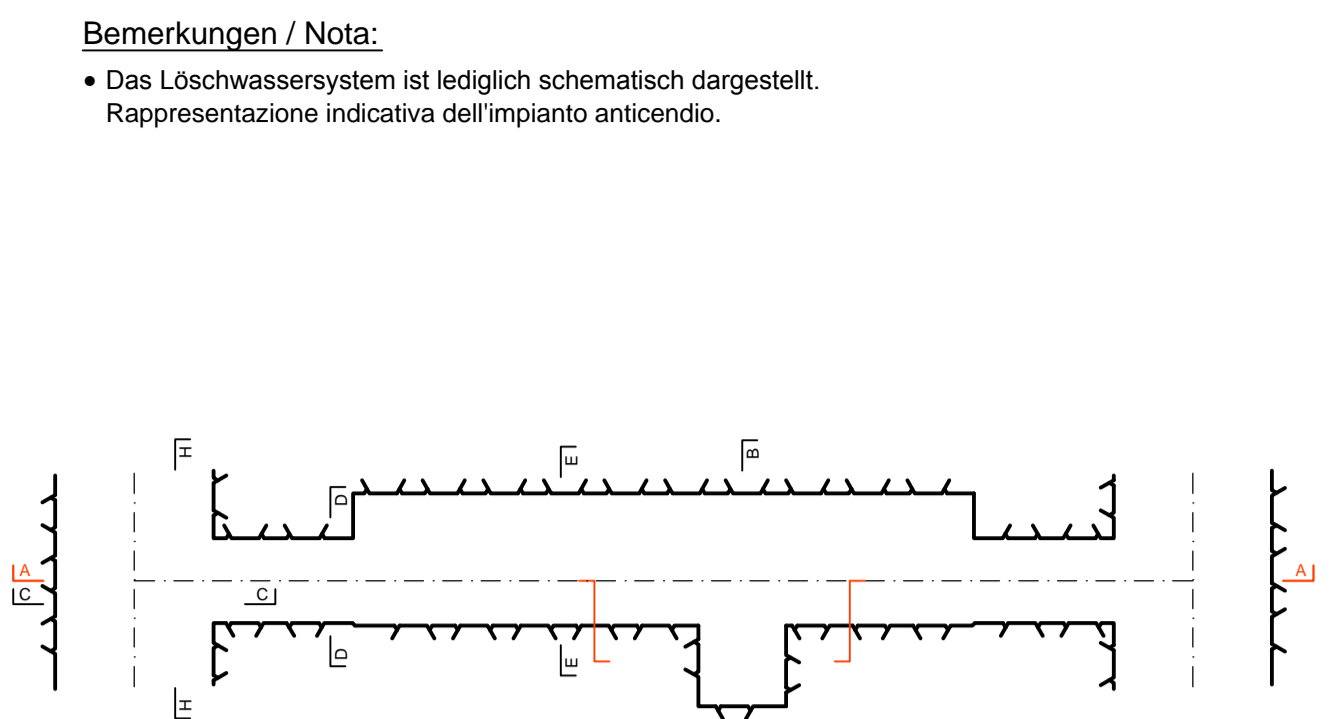 Bemerkungen / Nota:
• Das Löschwassersystem ist lediglich schematisch dargestellt.
Rappresentazione indicativa dell'impianto anticendio.
H
E
B
D
A
A
C
C
D
E
H